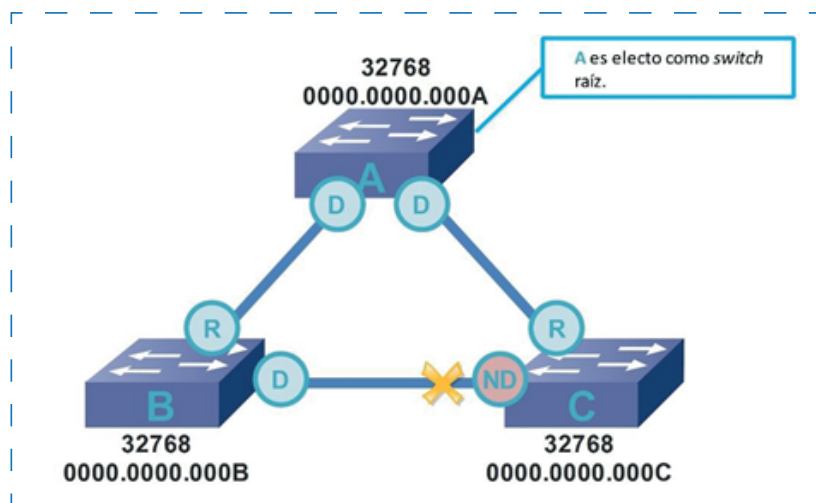 32768
0000.0000.000A
A es electo como switch
raíz.
A
D
D
R
R
D
ND
B
C
32768
0000.0000.000B
32768
0000.0000.000C